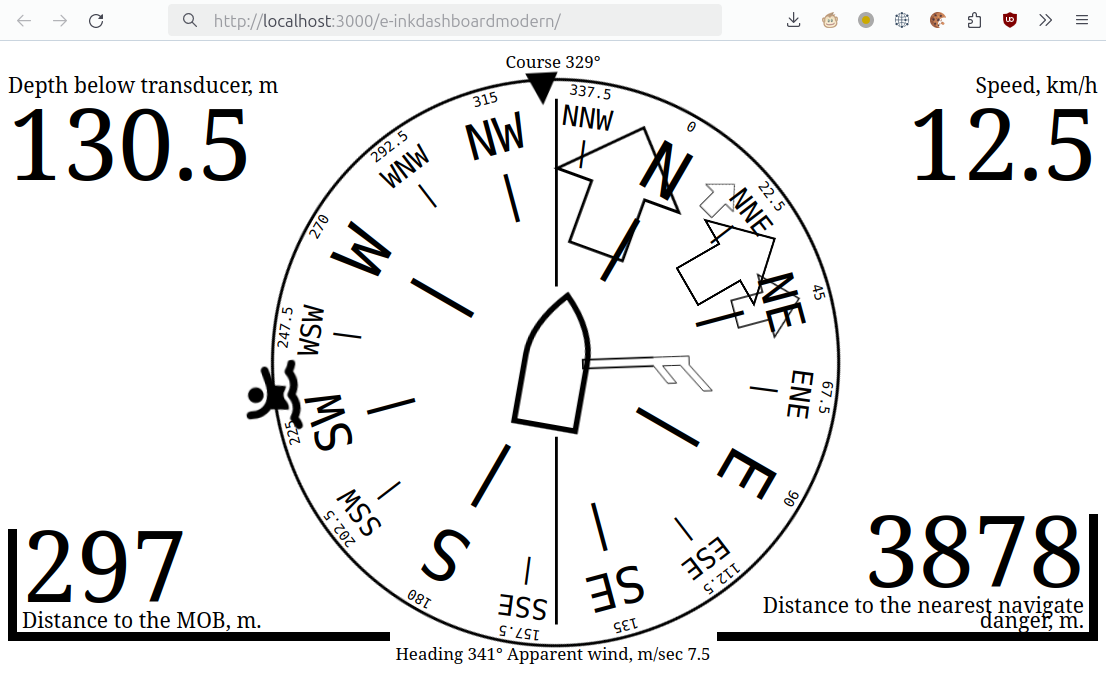 http://localhost:3000/e-inkdashboardmodern/
Course 329°
Depth below transducer, m
130.5
Speed, km/h
12.5
337.5
NNW
0
N
22.5
NNE
45
NE
67.5
ENE
90
E
112.5
ESE
135
SE
157.5
SSE
180
S
202.5
SSW
225
SW
247.5
WSW
270
W
292.5
WNW
315
NW
297
Distance to the MOB, m.
3878
Distance to the nearest navigate
danger, m.
Heading 341° Apparent wind, m/sec 7.5